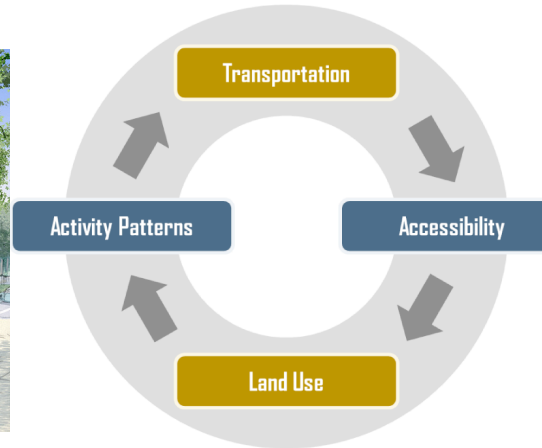 Transportation
Activity Patterns
Accessibility
Land Use